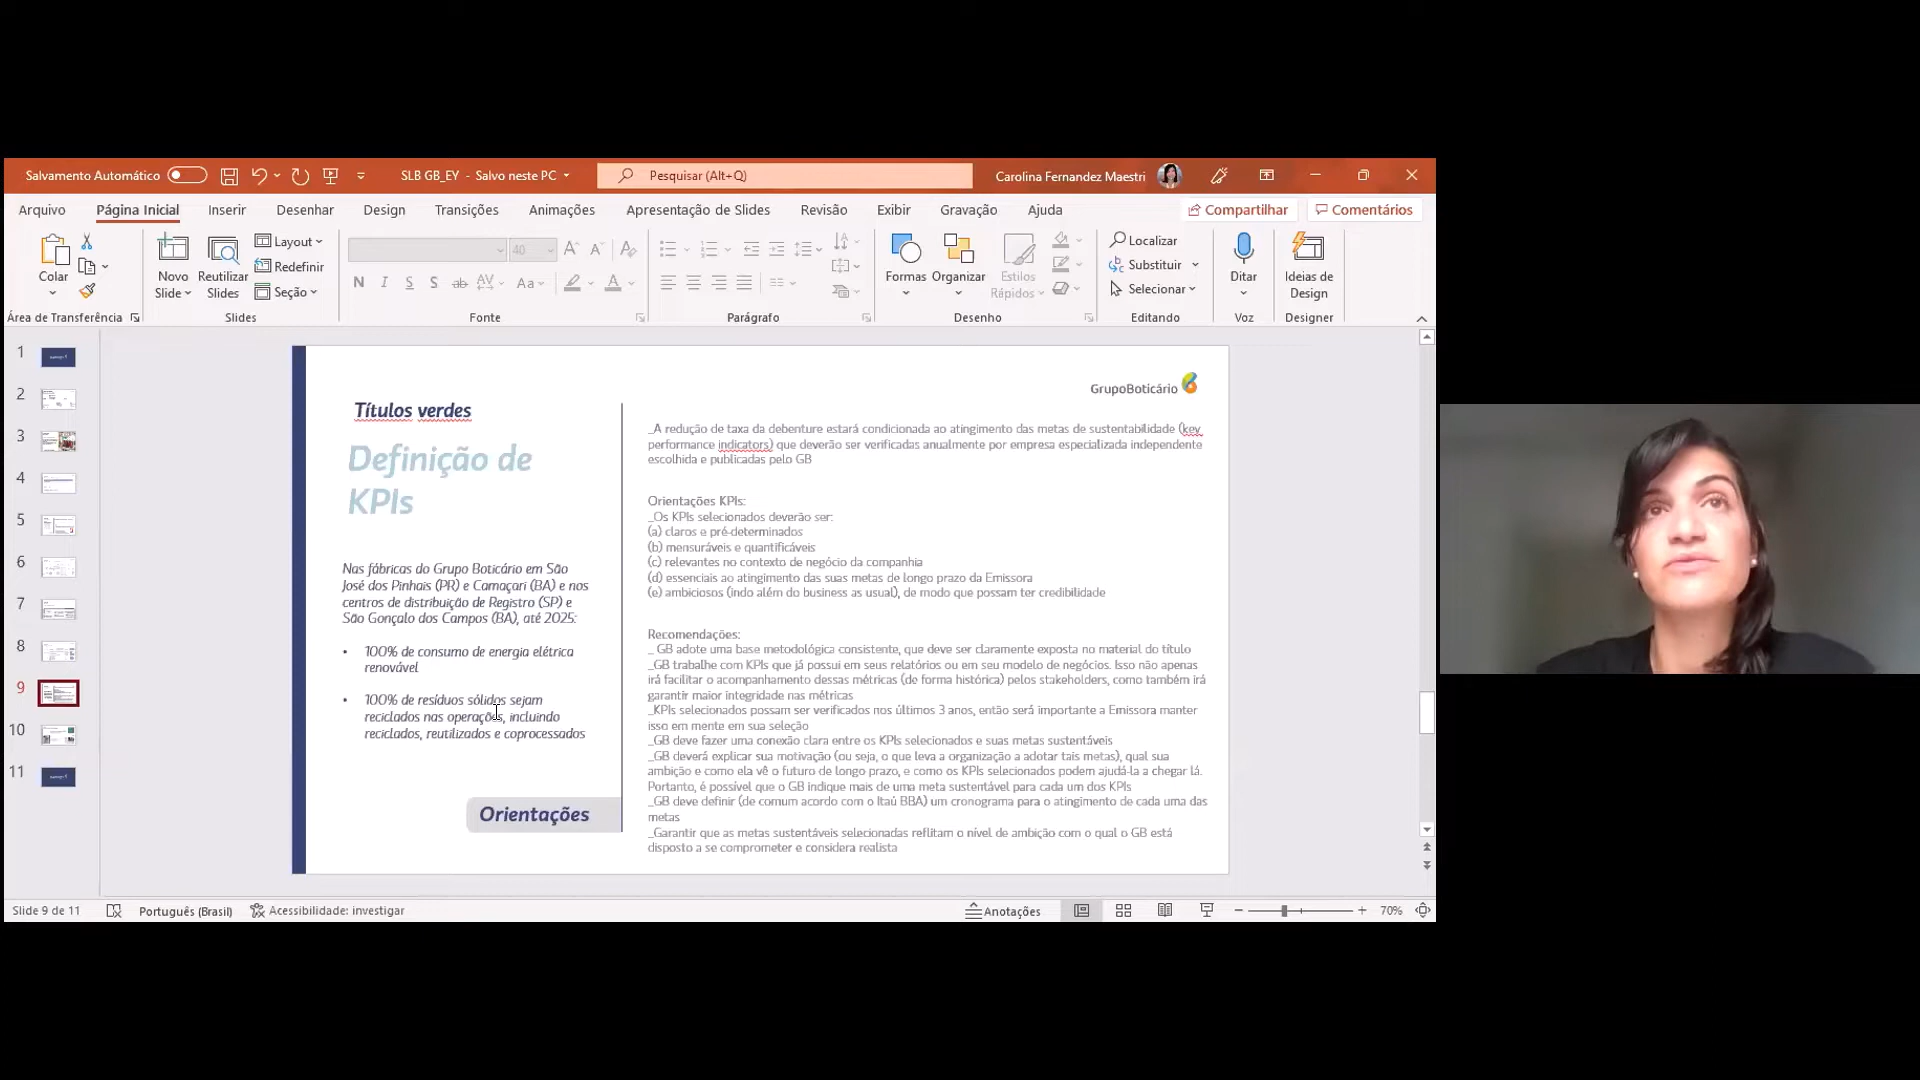 Salvamento Automático
SLB GB_EY - Salvo neste PC
Pesquisar (Alt+Q)
Carolina Fernandez Maestri
Arquivo
Página Inicial
Inserir
Desenhar
Design
Transições
Animações
Apresentação de Slides
Revisão
Exibir
Gravação
Ajuda
Compartilhar
Comentários
Colar
Novo
Slide
Reutilizar
Slides
Layout
Redefinir
Seção
40
N I S S ab AV Aa A
Formas
Organizar
Estilos
Rápidos
Localizar
Substituir
Selecionar
Ditar
Ideias de
Design
Área de Transferência
Slides
Fonte
Parágrafo
Desenho
Editando
Voz
Designer
1
2
3
4
5
6
7
8
9
10
11
GrupoBoticário
Títulos verdes
Definição de
KPIs
Nas fábricas do Grupo Boticário em São
José dos Pinhais (PR) e Camaçari (BA) e nos
centros de distribuição de Registro (SP) e
São Gonçalo dos Campos (BA), até 2025:
• 100% de consumo de energia elétrica
renovável
• 100% de resíduos sólidos sejam
reciclados nas operações, incluindo
reciclados, reutilizados e coprocessados
Orientações
_A redução de taxa da debenture estará condicionada ao atingimento das metas de sustentabilidade (key
performance indicators) que deverão ser verificadas anualmente por empresa especializada independente
escolhida e publicadas pelo GB
Orientações KPIs:
_Os KPIs selecionados deverão ser:
(a) claros e pré-determinados
(b) mensuráveis e quantificáveis
(c) relevantes no contexto de negócio da companhia
(d) essenciais ao atingimento das suas metas de longo prazo da Emissora
(e) ambiciosos (indo além do business as usual), de modo que possam ter credibilidade
Recomendações:
_ GB adote uma base metodológica consistente, que deve ser claramente exposta no material do título
_GB trabalhe com KPIs que já possui em seus relatórios ou em seu modelo de negócios. Isso não apenas
irá facilitar o acompanhamento dessas métricas (de forma histórica) pelos stakeholders, como também irá
garantir maior integridade nas métricas
_KPIs selecionados possam ser verificados nos últimos 3 anos, então será importante a Emissora manter
isso em mente em sua seleção
_GB deve fazer uma conexão clara entre os KPIs selecionados e suas metas sustentáveis
_GB deverá explicar sua motivação (ou seja, o que leva a organização a adotar tais metas), qual sua
ambição e como ela vê o futuro de longo prazo, e como os KPIs selecionados podem ajudá-la a chegar lá.
Portanto, é possível que o GB indique mais de uma meta sustentável para cada um dos KPIs
_GB deve definir (de comum acordo com o Itaú BBA) um cronograma para o atingimento de cada uma das
metas
_Garantir que as metas sustentáveis selecionadas reflitam o nível de ambição com o qual o GB está
disposto a se comprometer e considera realista
Slide 9 de 11
Português (Brasil)
Acessibilidade: investigar
Anotações
70%